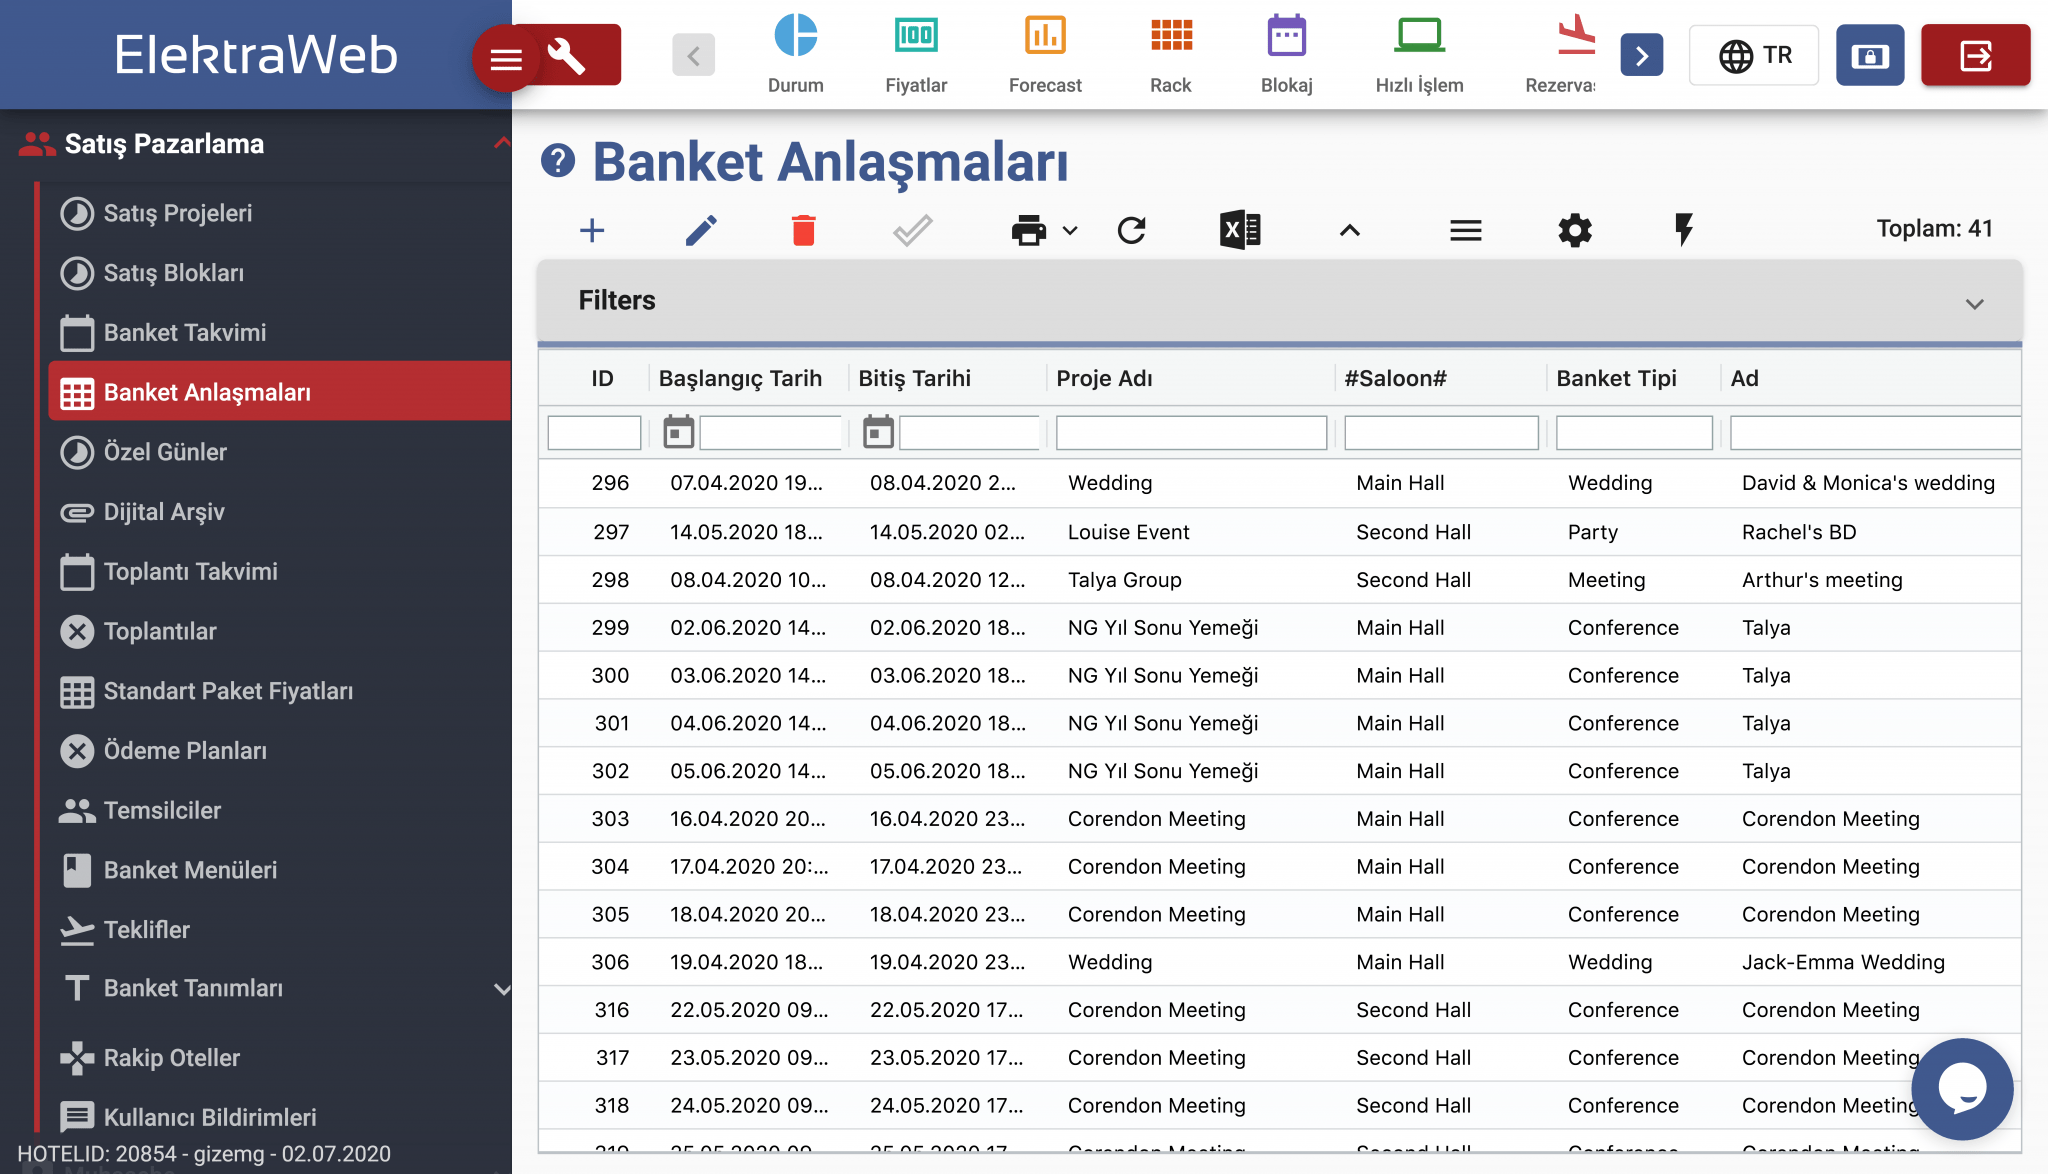 ElektraWeb
Durum
Fiyatlar
Forecast
Rack
Blokaj
Hızlı İşlem
Rezervas
TR
Satış Pazarlama
Satış Projeleri
Satış Blokları
Banket Takvimi
Banket Anlaşmaları
Özel Günler
Dijital Arşiv
Toplantı Takvimi
Toplantılar
Standart Paket Fiyatları
Ödeme Planları
Temsilciler
Banket Menüleri
Teklifler
Banket Tanımları
Rakip Oteller
Kullanıcı Bildirimleri
HOTELID: 20854 - gizemg - 02.07.2020
Banket Anlaşmaları
Toplam: 41
Filters
ID Başlangıç Tarih Bitiş Tarihi Proje Adı #Saloon# Banket Tipi Ad
296 07.04.2020 19... 08.04.2020 2... Wedding Main Hall Wedding David & Monica's wedding
297 14.05.2020 18... 14.05.2020 02... Louise Event Second Hall Party Rachel's BD
298 08.04.2020 10... 08.04.2020 12... Talya Group Second Hall Meeting Arthur's meeting
299 02.06.2020 14... 02.06.2020 18... NG Yıl Sonu Yemeği Main Hall Conference Talya
300 03.06.2020 14... 03.06.2020 18... NG Yıl Sonu Yemeği Main Hall Conference Talya
301 04.06.2020 14... 04.06.2020 18... NG Yıl Sonu Yemeği Main Hall Conference Talya
302 05.06.2020 14... 05.06.2020 18... NG Yıl Sonu Yemeği Main Hall Conference Talya
303 16.04.2020 20... 16.04.2020 23... Corendon Meeting Main Hall Conference Corendon Meeting
304 17.04.2020 20:... 17.04.2020 23... Corendon Meeting Main Hall Conference Corendon Meeting
305 18.04.2020 20... 18.04.2020 23... Corendon Meeting Main Hall Conference Corendon Meeting
306 19.04.2020 18... 19.04.2020 23... Wedding Main Hall Wedding Jack-Emma Wedding
316 22.05.2020 09... 22.05.2020 17... Corendon Meeting Second Hall Conference Corendon Meeting
317 23.05.2020 09... 23.05.2020 17... Corendon Meeting Second Hall Conference Corendon Meeting
318 24.05.2020 09... 24.05.2020 17... Corendon Meeting Second Hall Conference Corendon Meeting